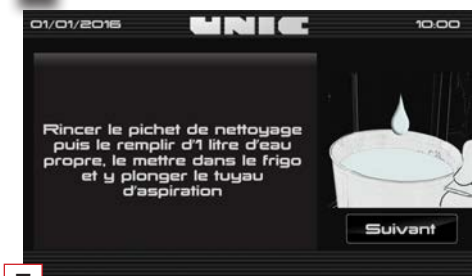 01/01/2016 UNIC 10:00
Rincer le pichet de nettoyage
puis le remplir d'1 litre d'eau
propre, le mettre dans le frigo
et y plonger le tuyau
d'aspiration
Suivant